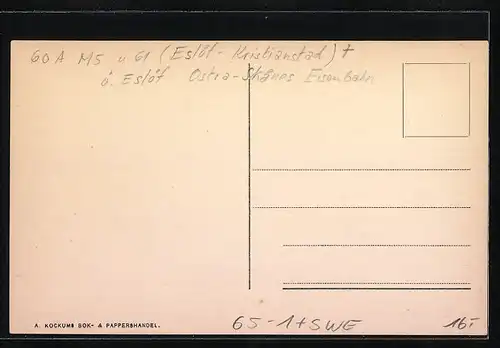 60 A M5 u 61 (Eslöf - Kristianstad) +
ö. Eslöf Ostra-Skånes Eisenbahn
A. KOCKUMS BOK- & PAPPERSHANDEL.
65-1+SWE
16.-